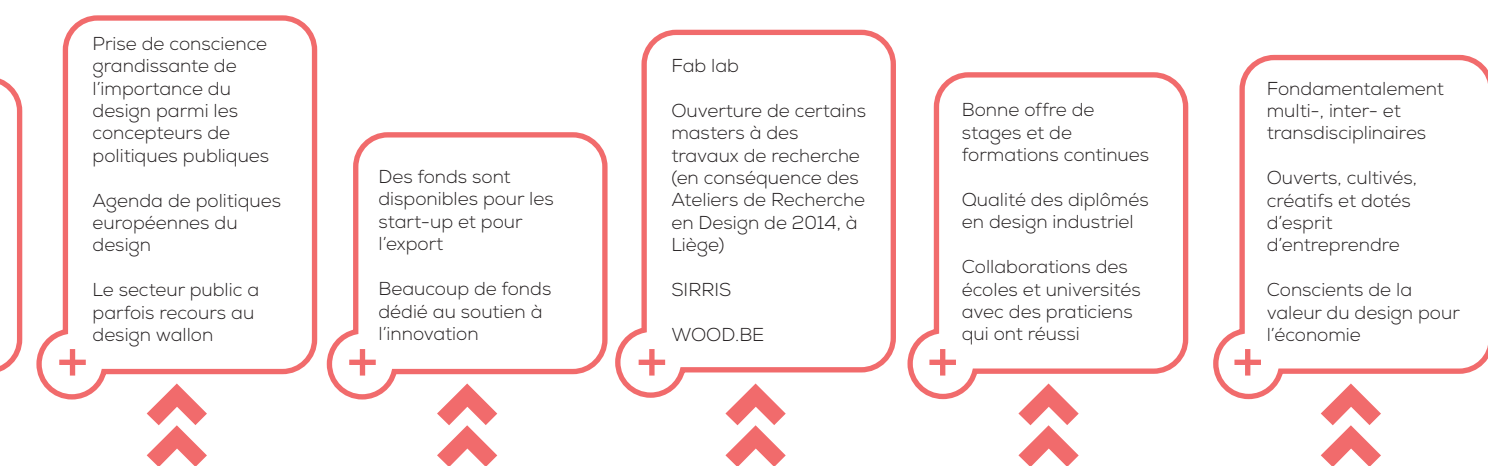 Prise de conscience
grandissante de
l'importance du
design parmi les
concepteurs de
politiques publiques
Agenda de politiques
européennes du
design
Le secteur public a
parfois recours au
design wallon
+
Des fonds sont
disponibles pour les
start-up et pour
l'export
Beaucoup de fonds
dédié au soutien à
l'innovation
+
Fab lab
Ouverture de certains
masters à des
travaux de recherche
(en conséquence des
Ateliers de Recherche
en Design de 2014, à
Liège)
SIRRIS
WOOD.BE
+
Bonne offre de
stages et de
formations continues
Qualité des diplômés
en design industriel
Collaborations des
écoles et universités
avec des praticiens
qui ont réussi
+
Fondamentalement
multi-, inter- et
transdisciplinaires
Ouverts, cultivés,
créatifs et dotés
d'esprit
d'entreprendre
Conscients de la
valeur du design pour
l'économie
+